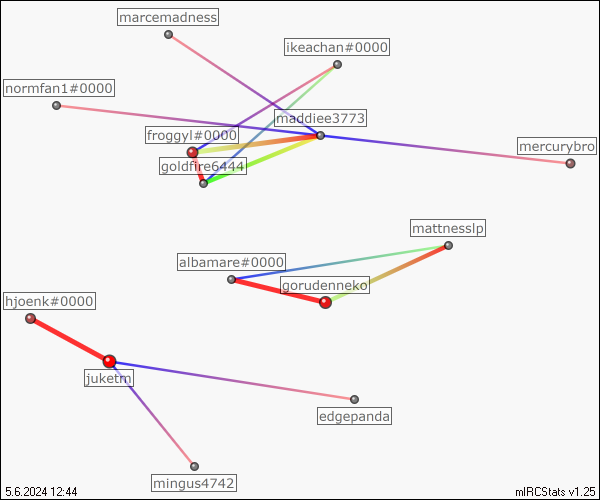 marcemadness
ikeachan#0000
normfan1#0000
maddiee3773
froggyl#0000
mercurybro
goldfire6444
mattnesslp
albamare#0000
gorudenneko
hjoenk#0000
juketm
edgepanda
mingus4742
5.6.2024 12:44
mIRCStats v1.25